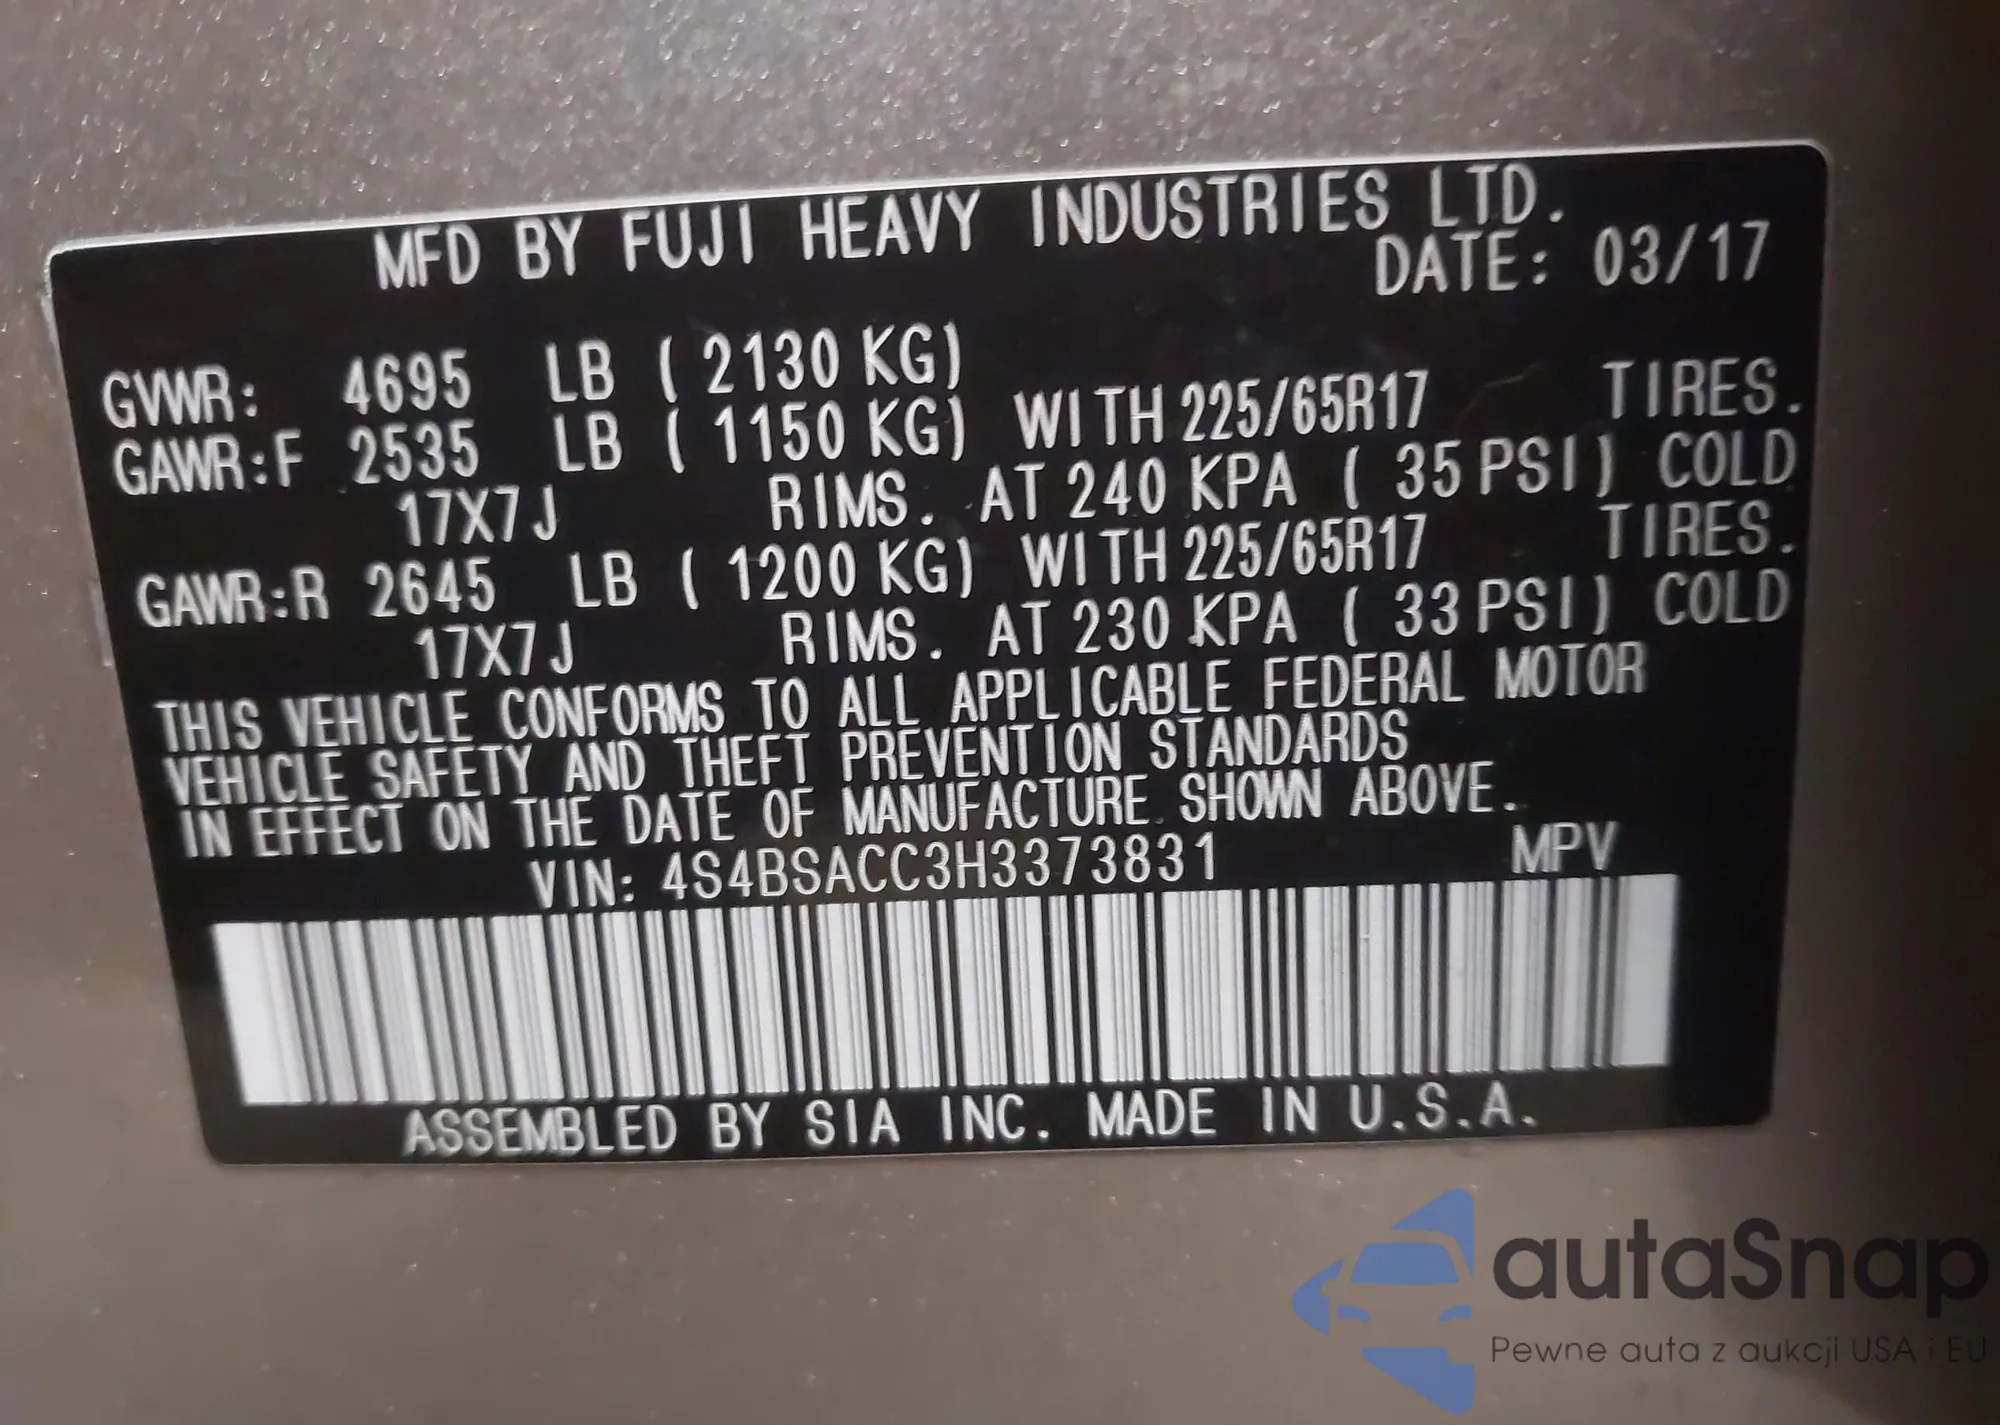 MFD BY FUJI HEAVY INDUSTRIES LTD.
DATE: 03/17
GVWR: 4695 LB ( 2130 KG)
GAWR:F 2535 LB ( 1150 KG) WITH 225/65R17 TIRES.
17X7J RIMS. AT 240 KPA ( 35 PSI) COLD
GAWR:R 2645 LB ( 1200 KG) WITH 225/65R17 TIRES.
17X7J RIMS. AT 230 KPA ( 33 PSI) COLD
THIS VEHICLE CONFORMS TO ALL APPLICABLE FEDERAL MOTOR
VEHICLE SAFETY AND THEFT PREVENTION STANDARDS
IN EFFECT ON THE DATE OF MANUFACTURE SHOWN ABOVE.
VIN: 4S4BSACC3H3373831 MPV
ASSEMBLED BY SIA INC. MADE IN U.S.A.
autaSnap
Pewne auta z aukcji USA i EU